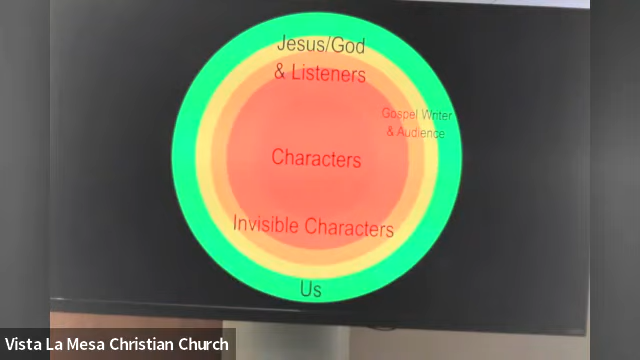 Jesus/God
& Listeners
Gospel Writer
& Audience
Characters
Invisible Characters
Us
Vista La Mesa Christian Church